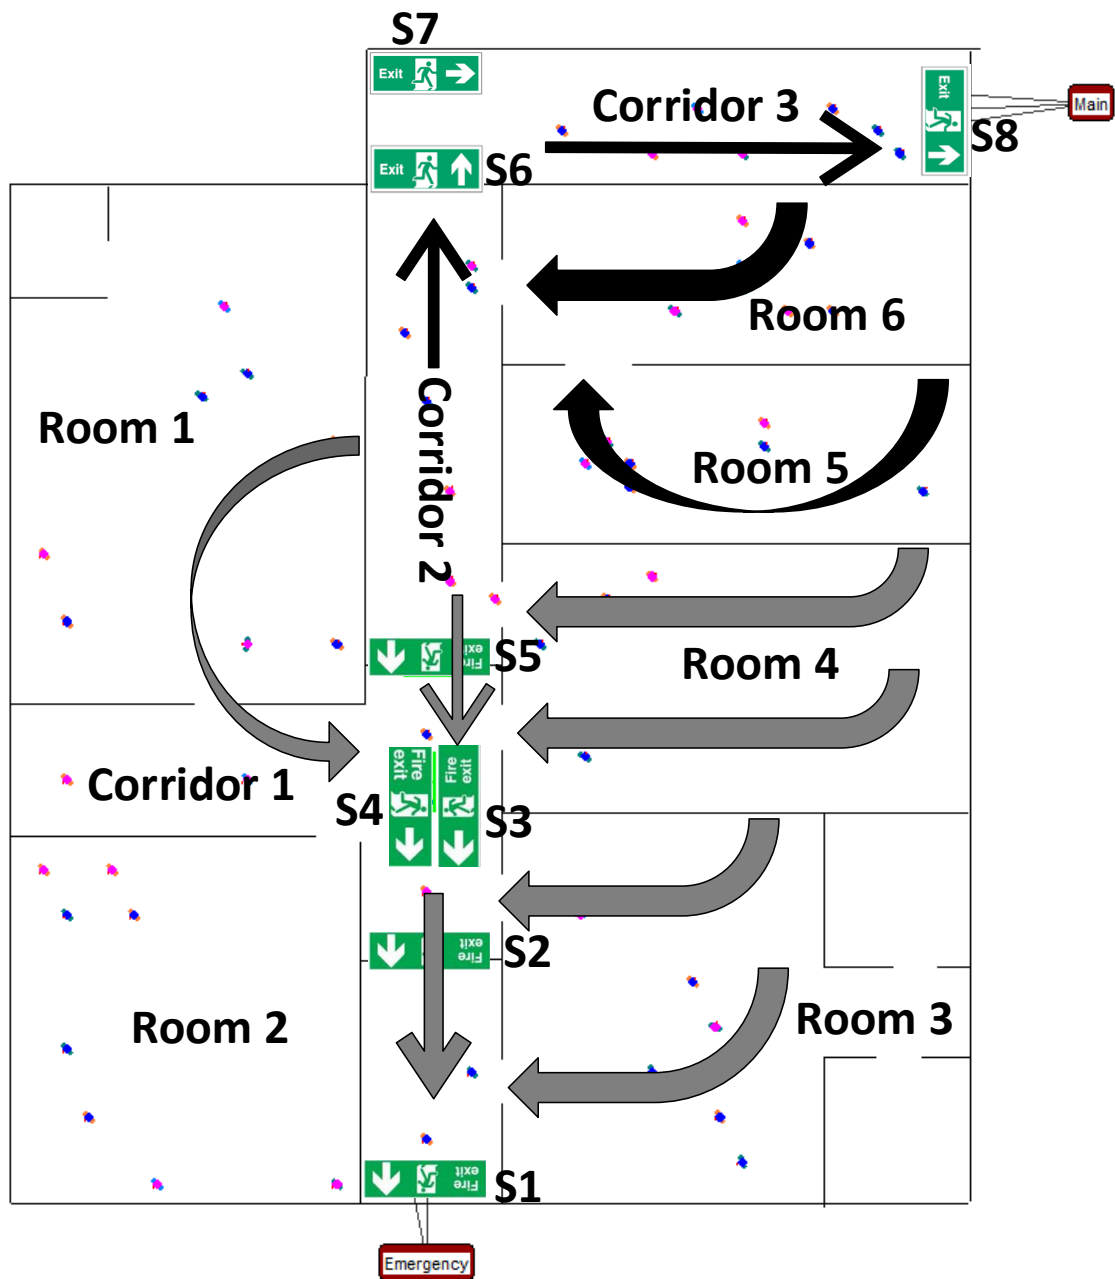 S7
Exit
Corridor 3
Exit
Main
S8
Exit
S6
Room 6
Corridor 2
Room 1
Room 5
Fire
exit
S5
Room 4
Fire
exit
Fire
exit
Corridor 1
S4
S3
Fire
exit
S2
Room 2
Room 3
Fire
exit
S1
Emergency